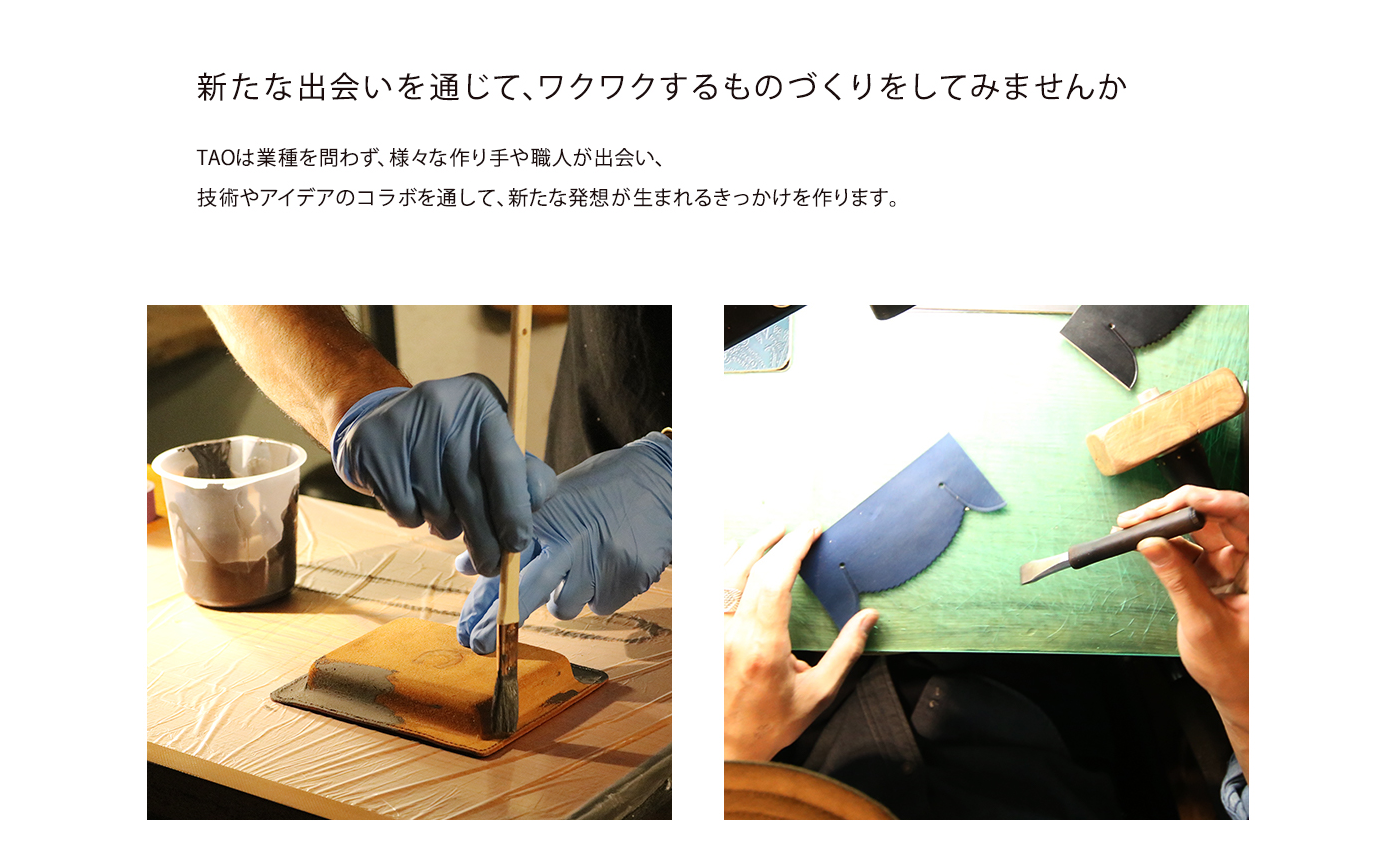 新たな出会いを通じて、ワクワクするものづくりをしてみませんか
TAOは業種を問わず、様々な作り手や職人が出会い、
技術やアイデアのコラボを通して、新たな発想が生まれるきっかけを作ります。